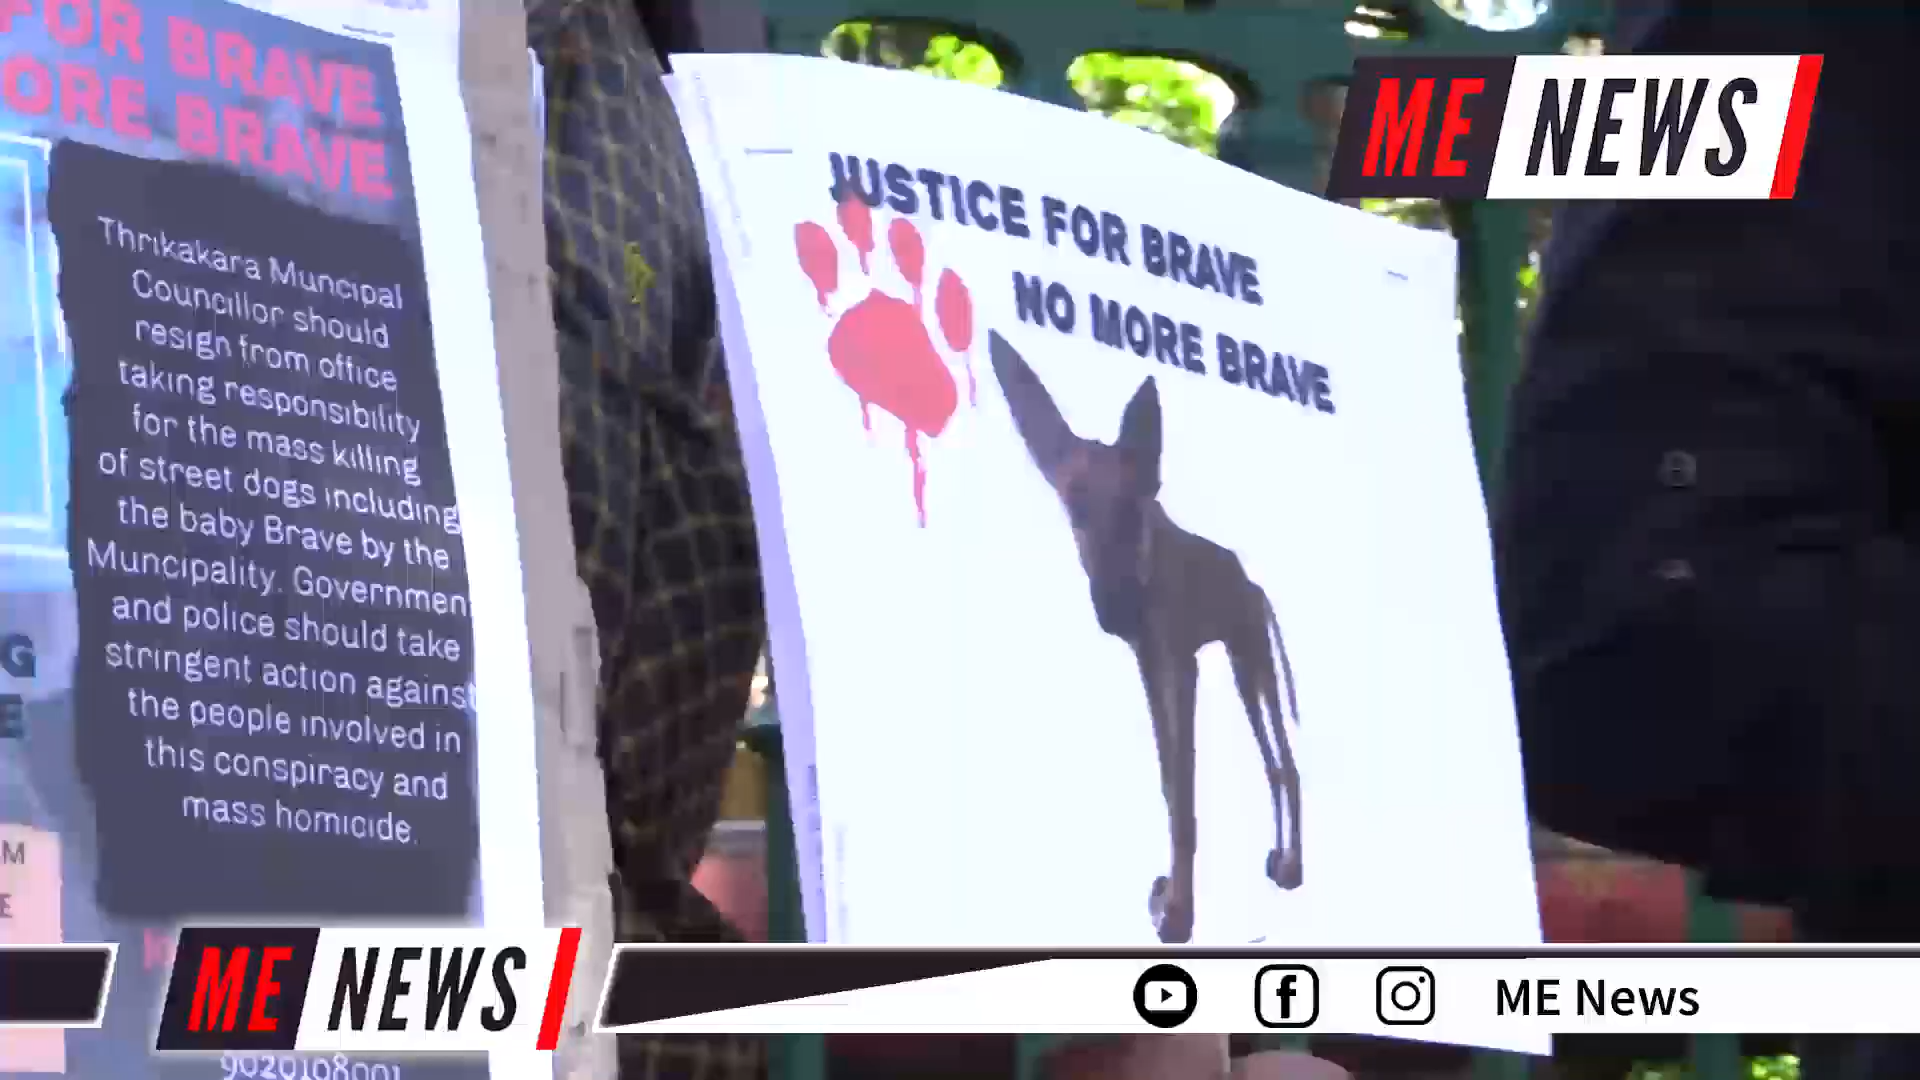 FOR BRAVE
ORE BRAVE
Thrikakara Muncipal
Councillor should
resign from office
taking responsibility
for the mass killing
of street dogs including
the baby Brave by the
Muncipality. Governmen
and police should take
stringent action against
the people involved in
this conspiracy and
mass homicide.
G
E
M
E
9020108001
JUSTICE FOR BRAVE
NO MORE BRAVE
ME NEWS
ME NEWS
ME News